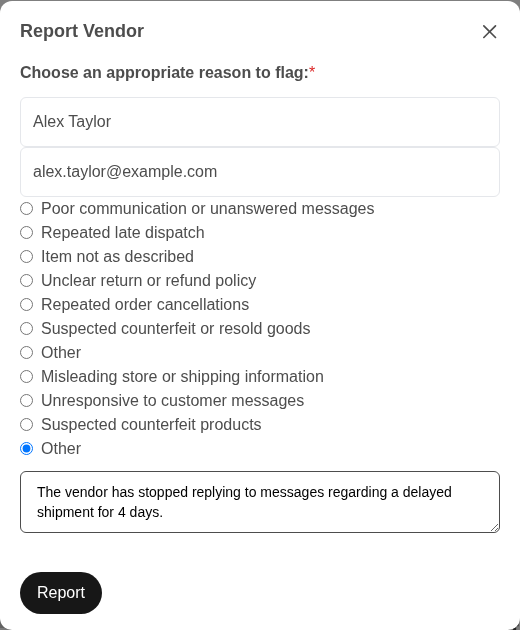 Report Vendor
Choose an appropriate reason to flag:*
Alex Taylor
alex.taylor@example.com
Poor communication or unanswered messages
Repeated late dispatch
Item not as described
Unclear return or refund policy
Repeated order cancellations
Suspected counterfeit or resold goods
Other
Misleading store or shipping information
Unresponsive to customer messages
Suspected counterfeit products
Other
The vendor has stopped replying to messages regarding a delayed
shipment for 4 days.
Report